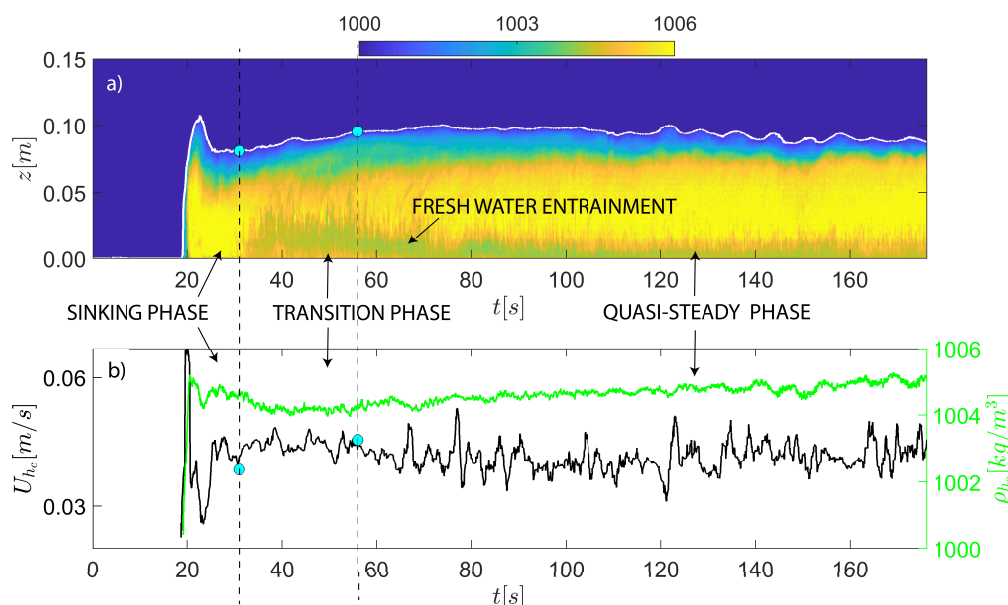 1000 1003 1006
a)
0.15
0.10
0.05
0.00
z[m]
FRESH WATER ENTRAINMENT
20 40 60 80 100 120 140 160
t[s]
SINKING PHASE TRANSITION PHASE QUASI-STEADY PHASE
b)
0.06
0.03
U_{h_c}[m/s]
1006
1004
1002
1000
ρ_{h_c}[kg/m³]
0 20 40 60 80 100 120 140 160
t[s]